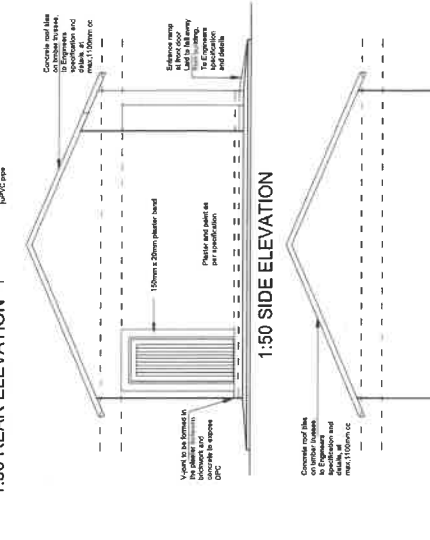 1:50 REAR ELEVATION
uPVC pipe
Concrete roof tiles
on timber trusses,
to Engineers
specification and
details, at
max,1100mm cc
Entrance ramp
at front door
Laid to fall away
from building,
To Engineers
specification
and details
150mm x 20mm plaster band
Plaster and paint as
per specification
V-joint to be formed in
the plaster between
brickwork and
concrete to expose
DPC
1:50 SIDE ELEVATION
Concrete roof tiles
on timber trusses
to Engineers
specification and
details, at
max,1100mm cc